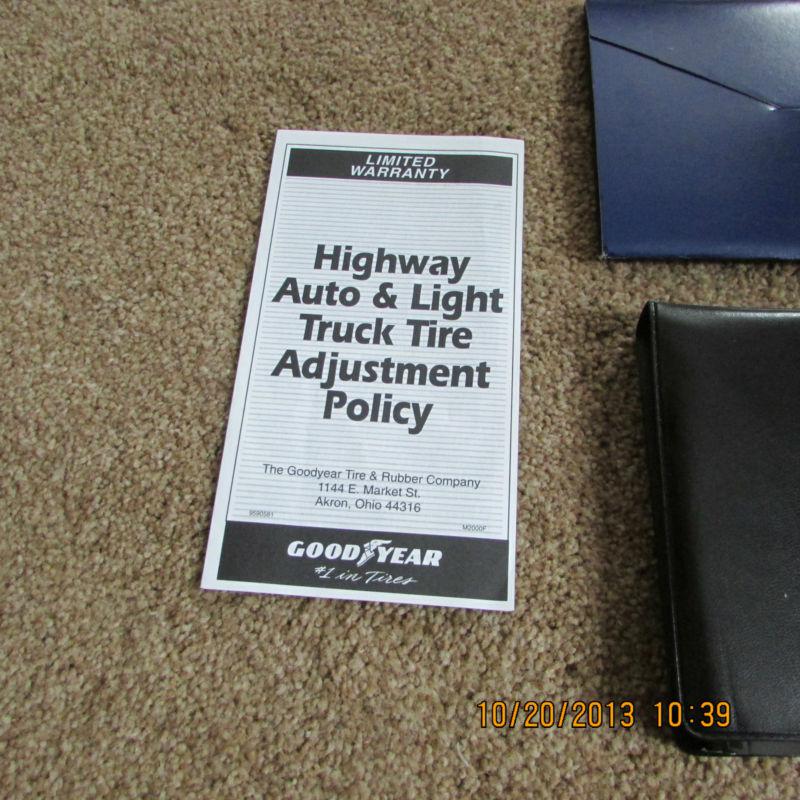 LIMITED
WARRANTY
Highway
Auto & Light
Truck Tire
Adjustment
Policy
The Goodyear Tire & Rubber Company
1144 E. Market St.
Akron, Ohio 44316
9590581
M2000F
GOODYEAR
#1 in Tires
10/20/2013 10:39